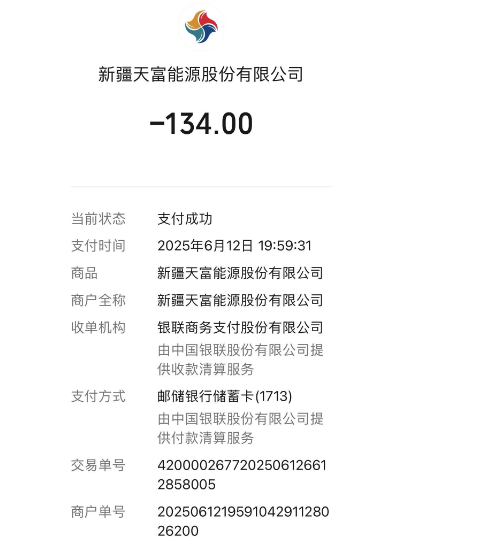 新疆天富能源股份有限公司
-134.00
当前状态 支付成功
支付时间 2025年6月12日 19:59:31
商品 新疆天富能源股份有限公司
商户全称 新疆天富能源股份有限公司
收单机构 银联商务支付股份有限公司
由中国银联股份有限公司提
供收款清算服务
支付方式 邮储银行储蓄卡(1713)
由中国银联股份有限公司提
供付款清算服务
交易单号 420000267720250612661
2858005
商户单号 202506121959104291128​0
26200